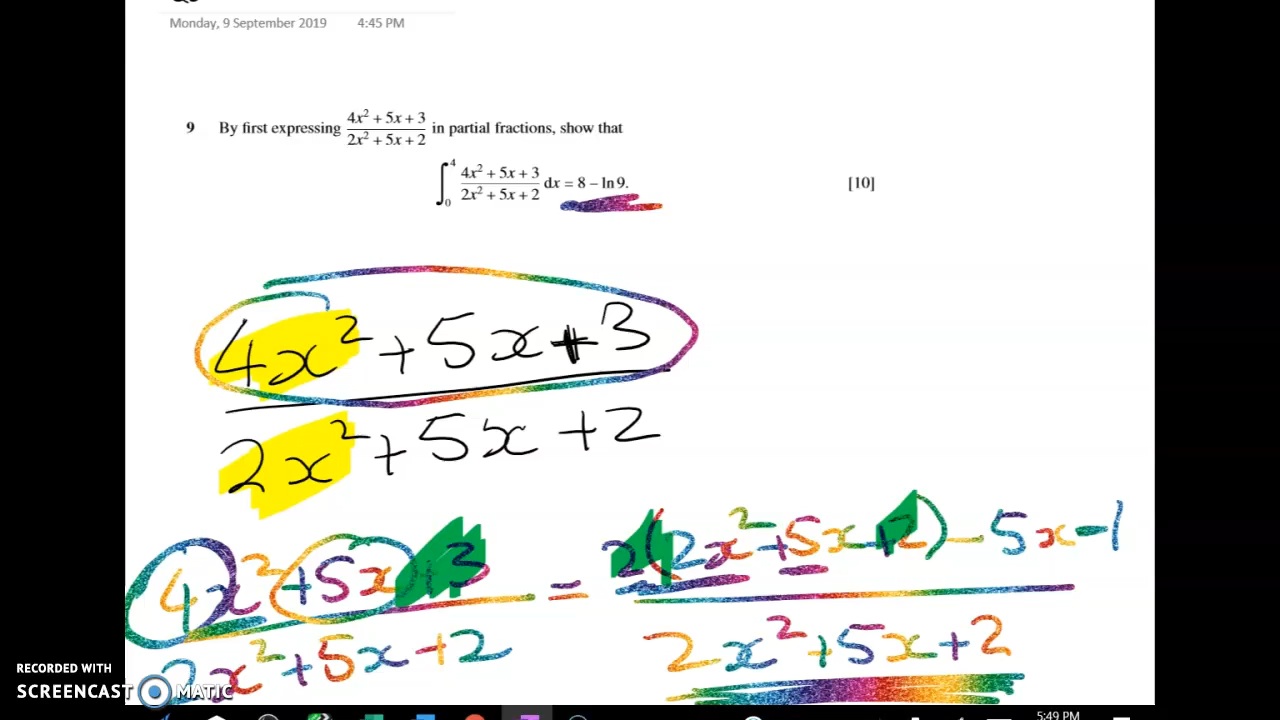 Monday, 9 September 2019 4:45 PM
9 By first expressing (4x² + 5x + 3)/(2x² + 5x + 2) in partial fractions, show that
∫₀⁴ (4x² + 5x + 3)/(2x² + 5x + 2) dx = 8 – ln 9. [10]
4x² + 5x + 3
2x² + 5x + 2
4x² + 5x + 3 = 2(2x² + 5x + 2) - 5x - 1
2x² + 5x + 2 2x² + 5x + 2
RECORDED WITH
SCREENCAST MATIC
5:49 PM